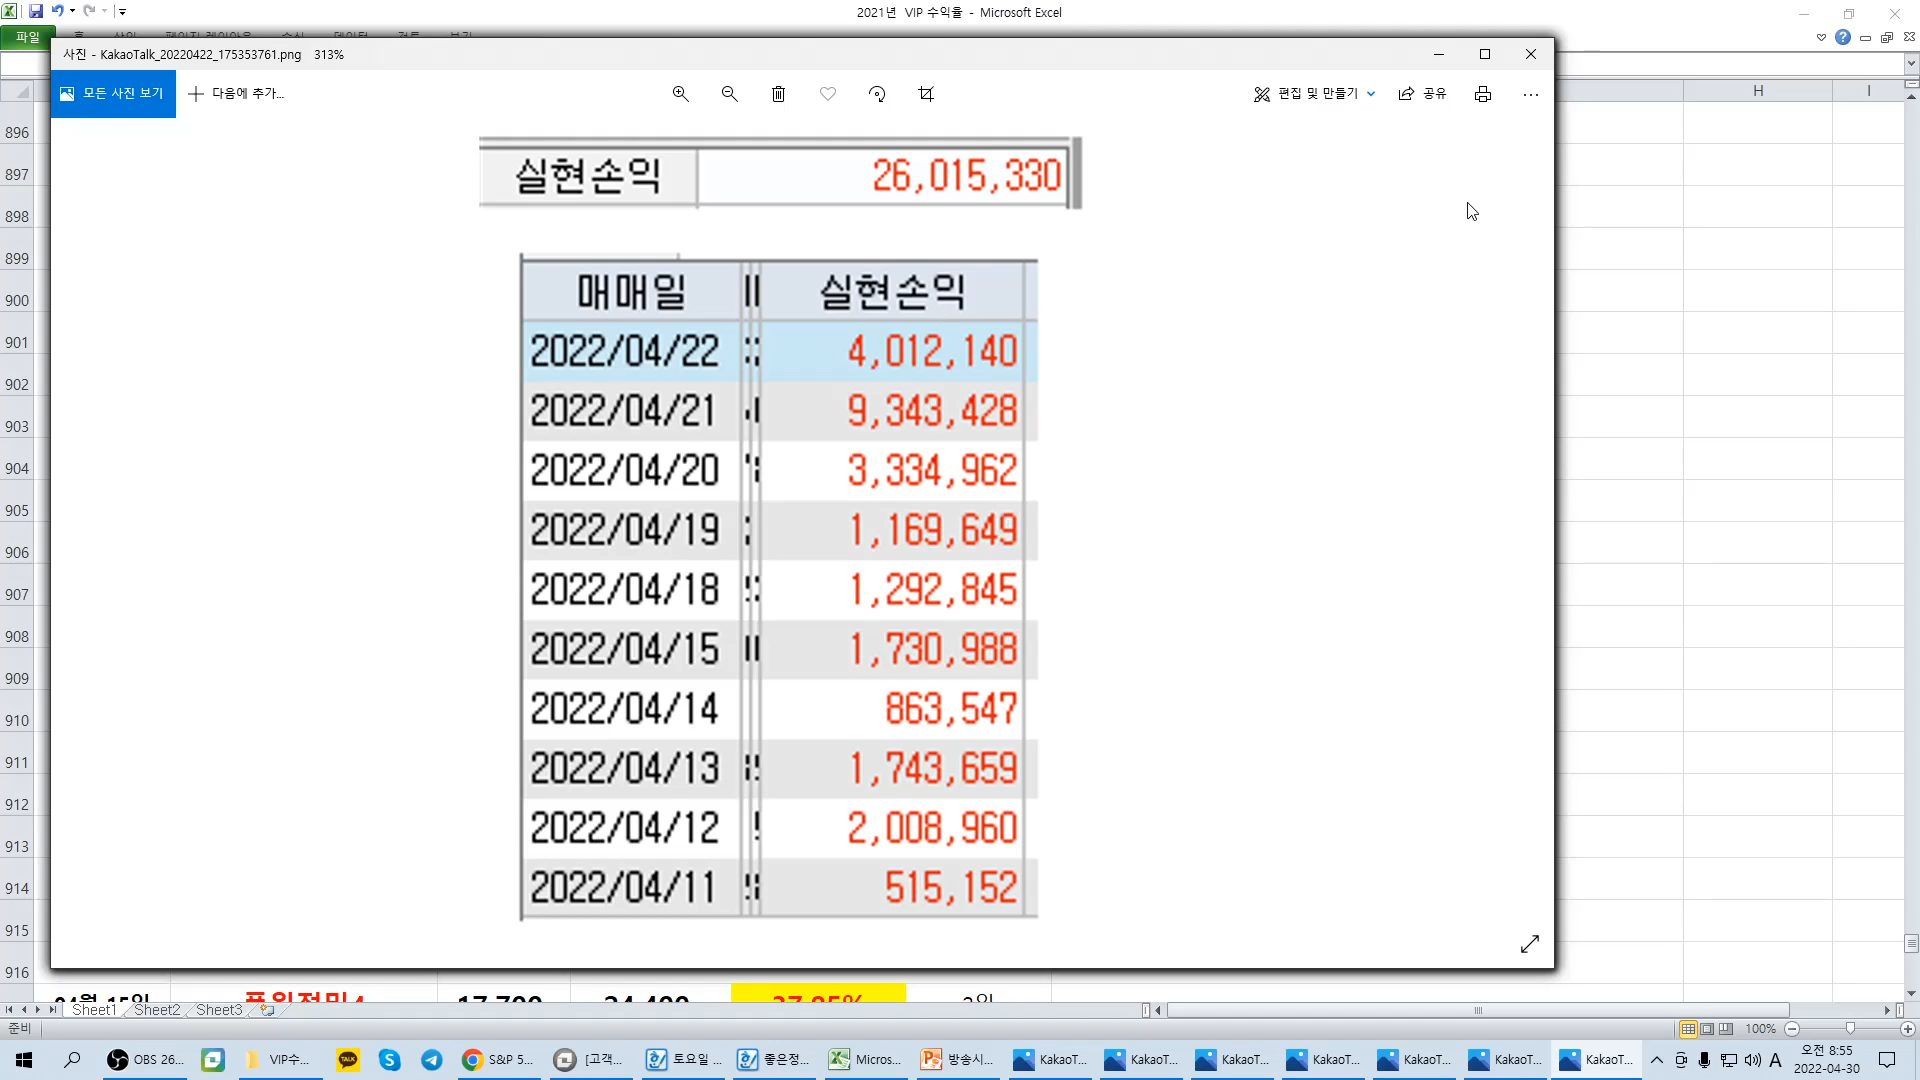 2021년 VIP 수익율 - Microsoft Excel
파일
사진 - KakaoTalk_20220422_175353761.png 313%
모든 사진 보기
다음에 추가...
편집 및 만들기
공유
실현손익 26,015,330
매매일 실현손익
2022/04/22 4,012,140
2022/04/21 9,343,428
2022/04/20 3,334,962
2022/04/19 1,169,649
2022/04/18 1,292,845
2022/04/15 1,730,988
2022/04/14 863,547
2022/04/13 1,743,659
2022/04/12 2,008,960
2022/04/11 515,152
H I
896
897
898
899
900
901
902
903
904
905
906
907
908
909
910
911
912
913
914
915
916
Sheet1 Sheet2 Sheet3
준비
100%
OBS 26... VIP수... TALK S&P 5... [고객... 토요일 ... 좋은정... Micros... 방송시... KakaoT... KakaoT... KakaoT... KakaoT... KakaoT... KakaoT... KakaoT...
A
오전 8:55
2022-04-30